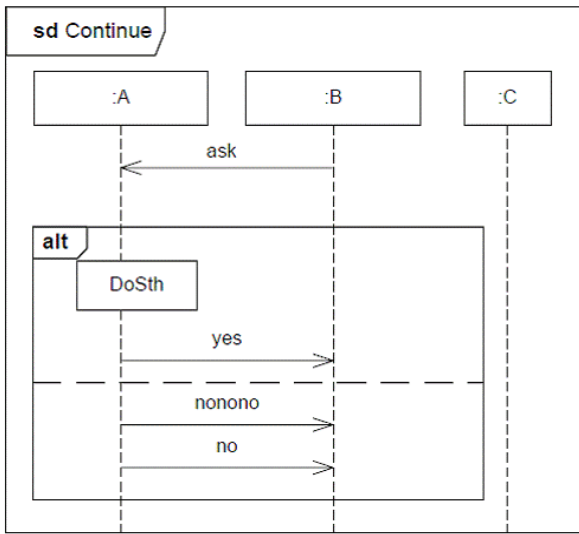 sd Continue
:A
:B
:C
ask
alt
DoSth
yes
nonono
no